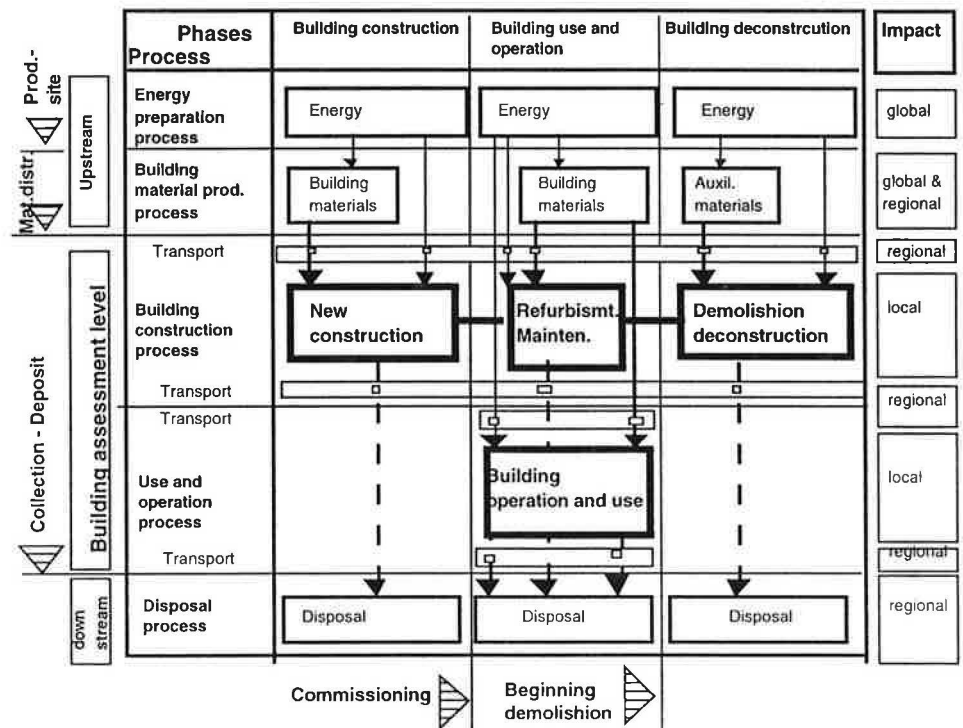 Phases
Process
Building construction
Building use and
operation
Building deconstrcution
Impact
Prod.-
site
Mat.distr.
Upstream
Energy
preparation
process
Energy
Energy
Energy
global
Building
material prod.
process
Building
materials
Building
materials
Auxil.
materials
global &
regional
Transport
regional
Collection - Deposit
Building assessment level
Building
construction
process
New
construction
Refurbismt.
Mainten.
Demolishion
deconstruction
local
Transport
regional
Transport
Use and
operation
process
Building
operation and use
local
Transport
regional
down
stream
Disposal
process
Disposal
Disposal
Disposal
regional
Commissioning
Beginning
demolishion